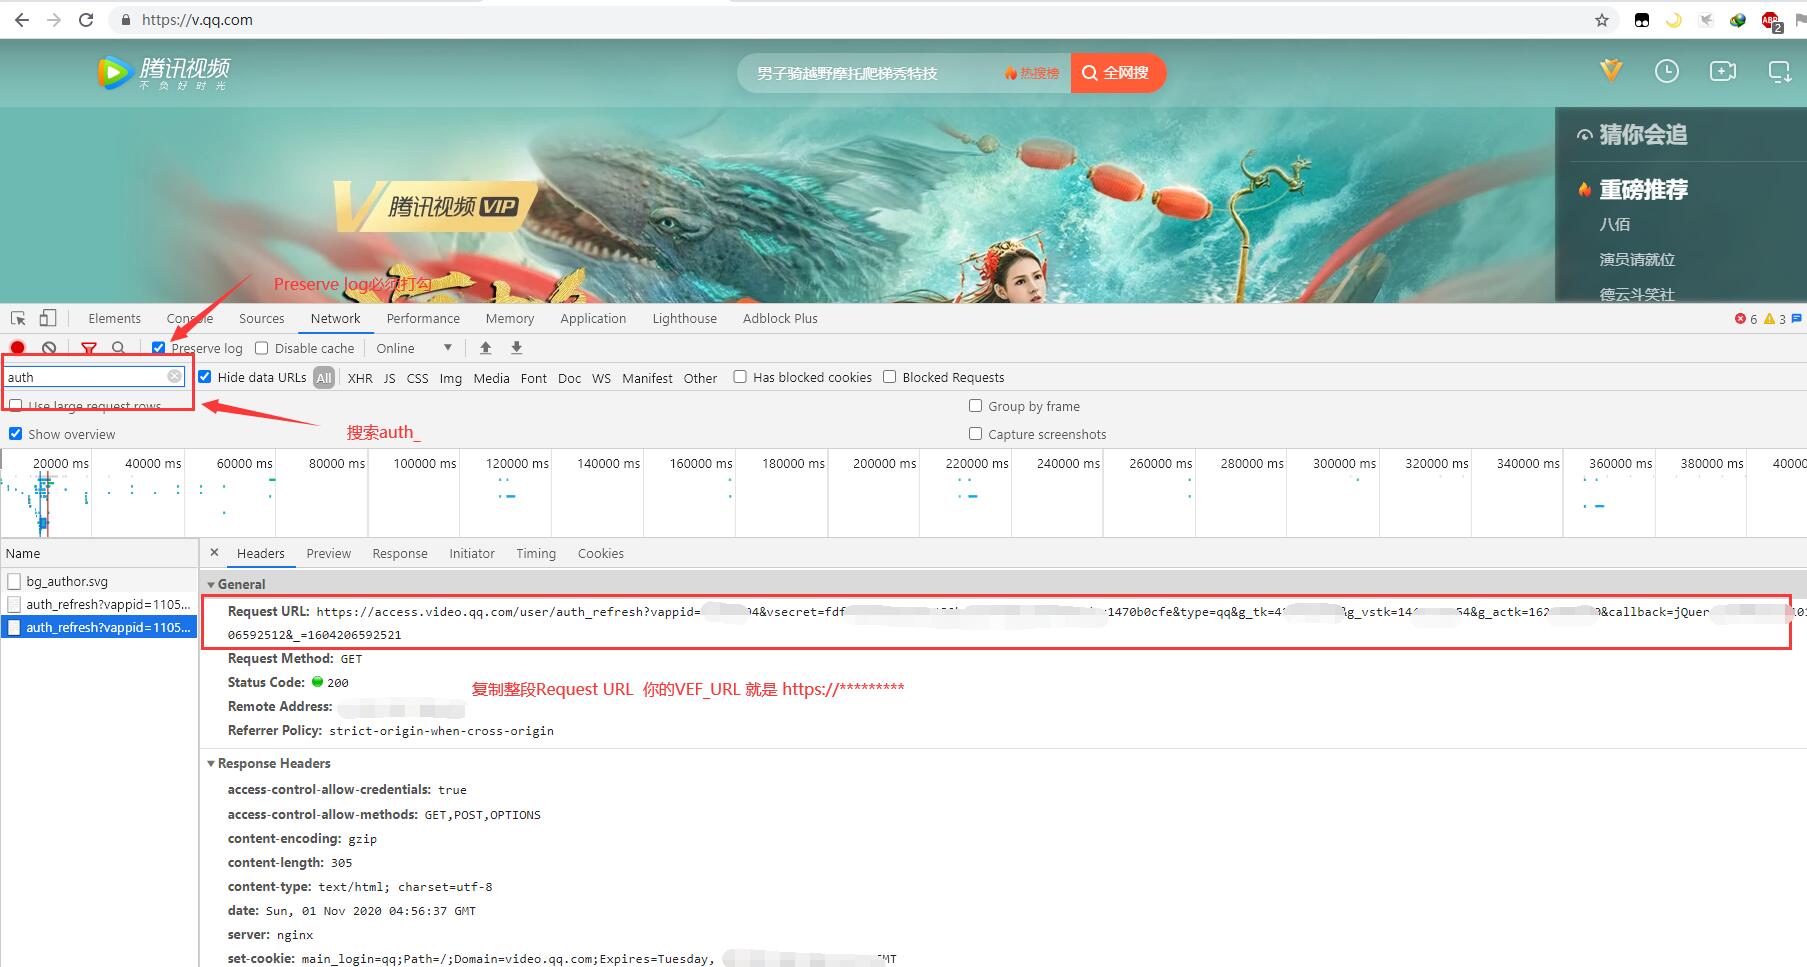 https://v.qq.com
2
腾讯视频
不负好时光
男子骑越野摩托爬梯秀特技
热搜榜
全网搜
猜你会追
腾讯视频VIP
重磅推荐
八佰
演员请就位
德云斗笑社
Preserve log必须打勾
Elements Console Sources Network Performance Memory Application Lighthouse Adblock Plus
6 3
Preserve log Disable cache Online
auth
Hide data URLs All XHR JS CSS Img Media Font Doc WS Manifest Other Has blocked cookies Blocked Requests
Use large request rows Group by frame
搜索auth_
Show overview Capture screenshots
20000 ms 40000 ms 60000 ms 80000 ms 100000 ms 120000 ms 140000 ms 160000 ms 180000 ms 200000 ms 220000 ms 240000 ms 260000 ms 280000 ms 300000 ms 320000 ms 340000 ms 360000 ms 380000 ms 40000
Name
Headers Preview Response Initiator Timing Cookies
bg_author.svg
auth_refresh?vappid=1105...
auth_refresh?vappid=1105...
General
Request URL: https://access.video.qq.com/user/auth_refresh?vappid= 04&vsecret=fdf 1470b0cfe&type=qq&g_tk=4 &g_vstk=14 54&g_actk=162 0&callback=jQuer 101
06592512&_=1604206592521
Request Method: GET
Status Code: 200
复制整段Request URL 你的VEF_URL 就是 https://*********
Remote Address:
Referrer Policy: strict-origin-when-cross-origin
Response Headers
access-control-allow-credentials: true
access-control-allow-methods: GET,POST,OPTIONS
content-encoding: gzip
content-length: 305
content-type: text/html; charset=utf-8
date: Sun, 01 Nov 2020 04:56:37 GMT
server: nginx
set-cookie: main_login=qq;Path=/;Domain=video.qq.com;Expires=Tuesday, MT